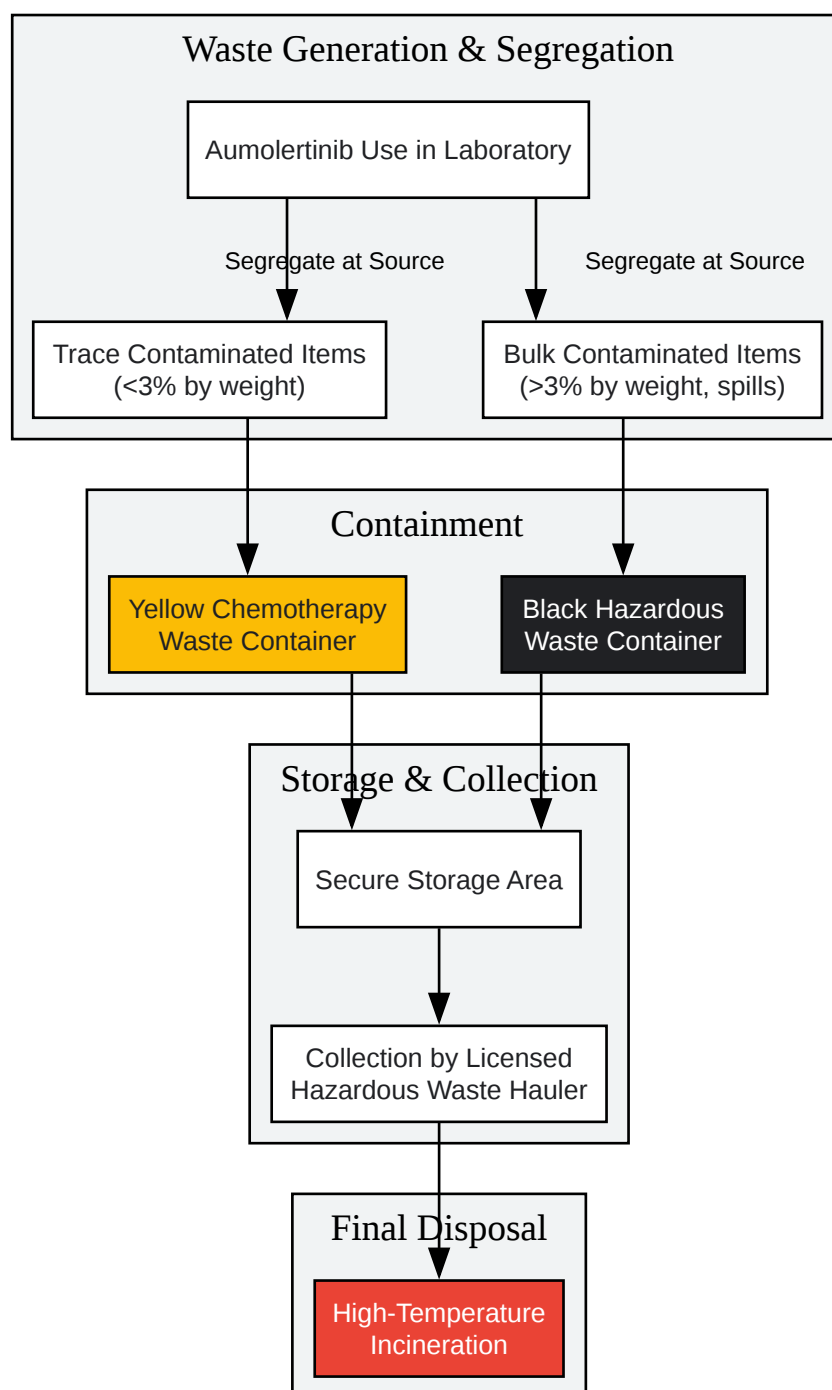 Waste Generation & Segregation
Aumolertinib Use in Laboratory
Segregate at Source
Segregate at Source
Trace Contaminated Items
(<3% by weight)
Bulk Contaminated Items
(>3% by weight, spills)
Containment
Yellow Chemotherapy
Waste Container
Black Hazardous
Waste Container
Storage & Collection
Secure Storage Area
Collection by Licensed
Hazardous Waste Hauler
Final Disposal
High-Temperature
Incineration